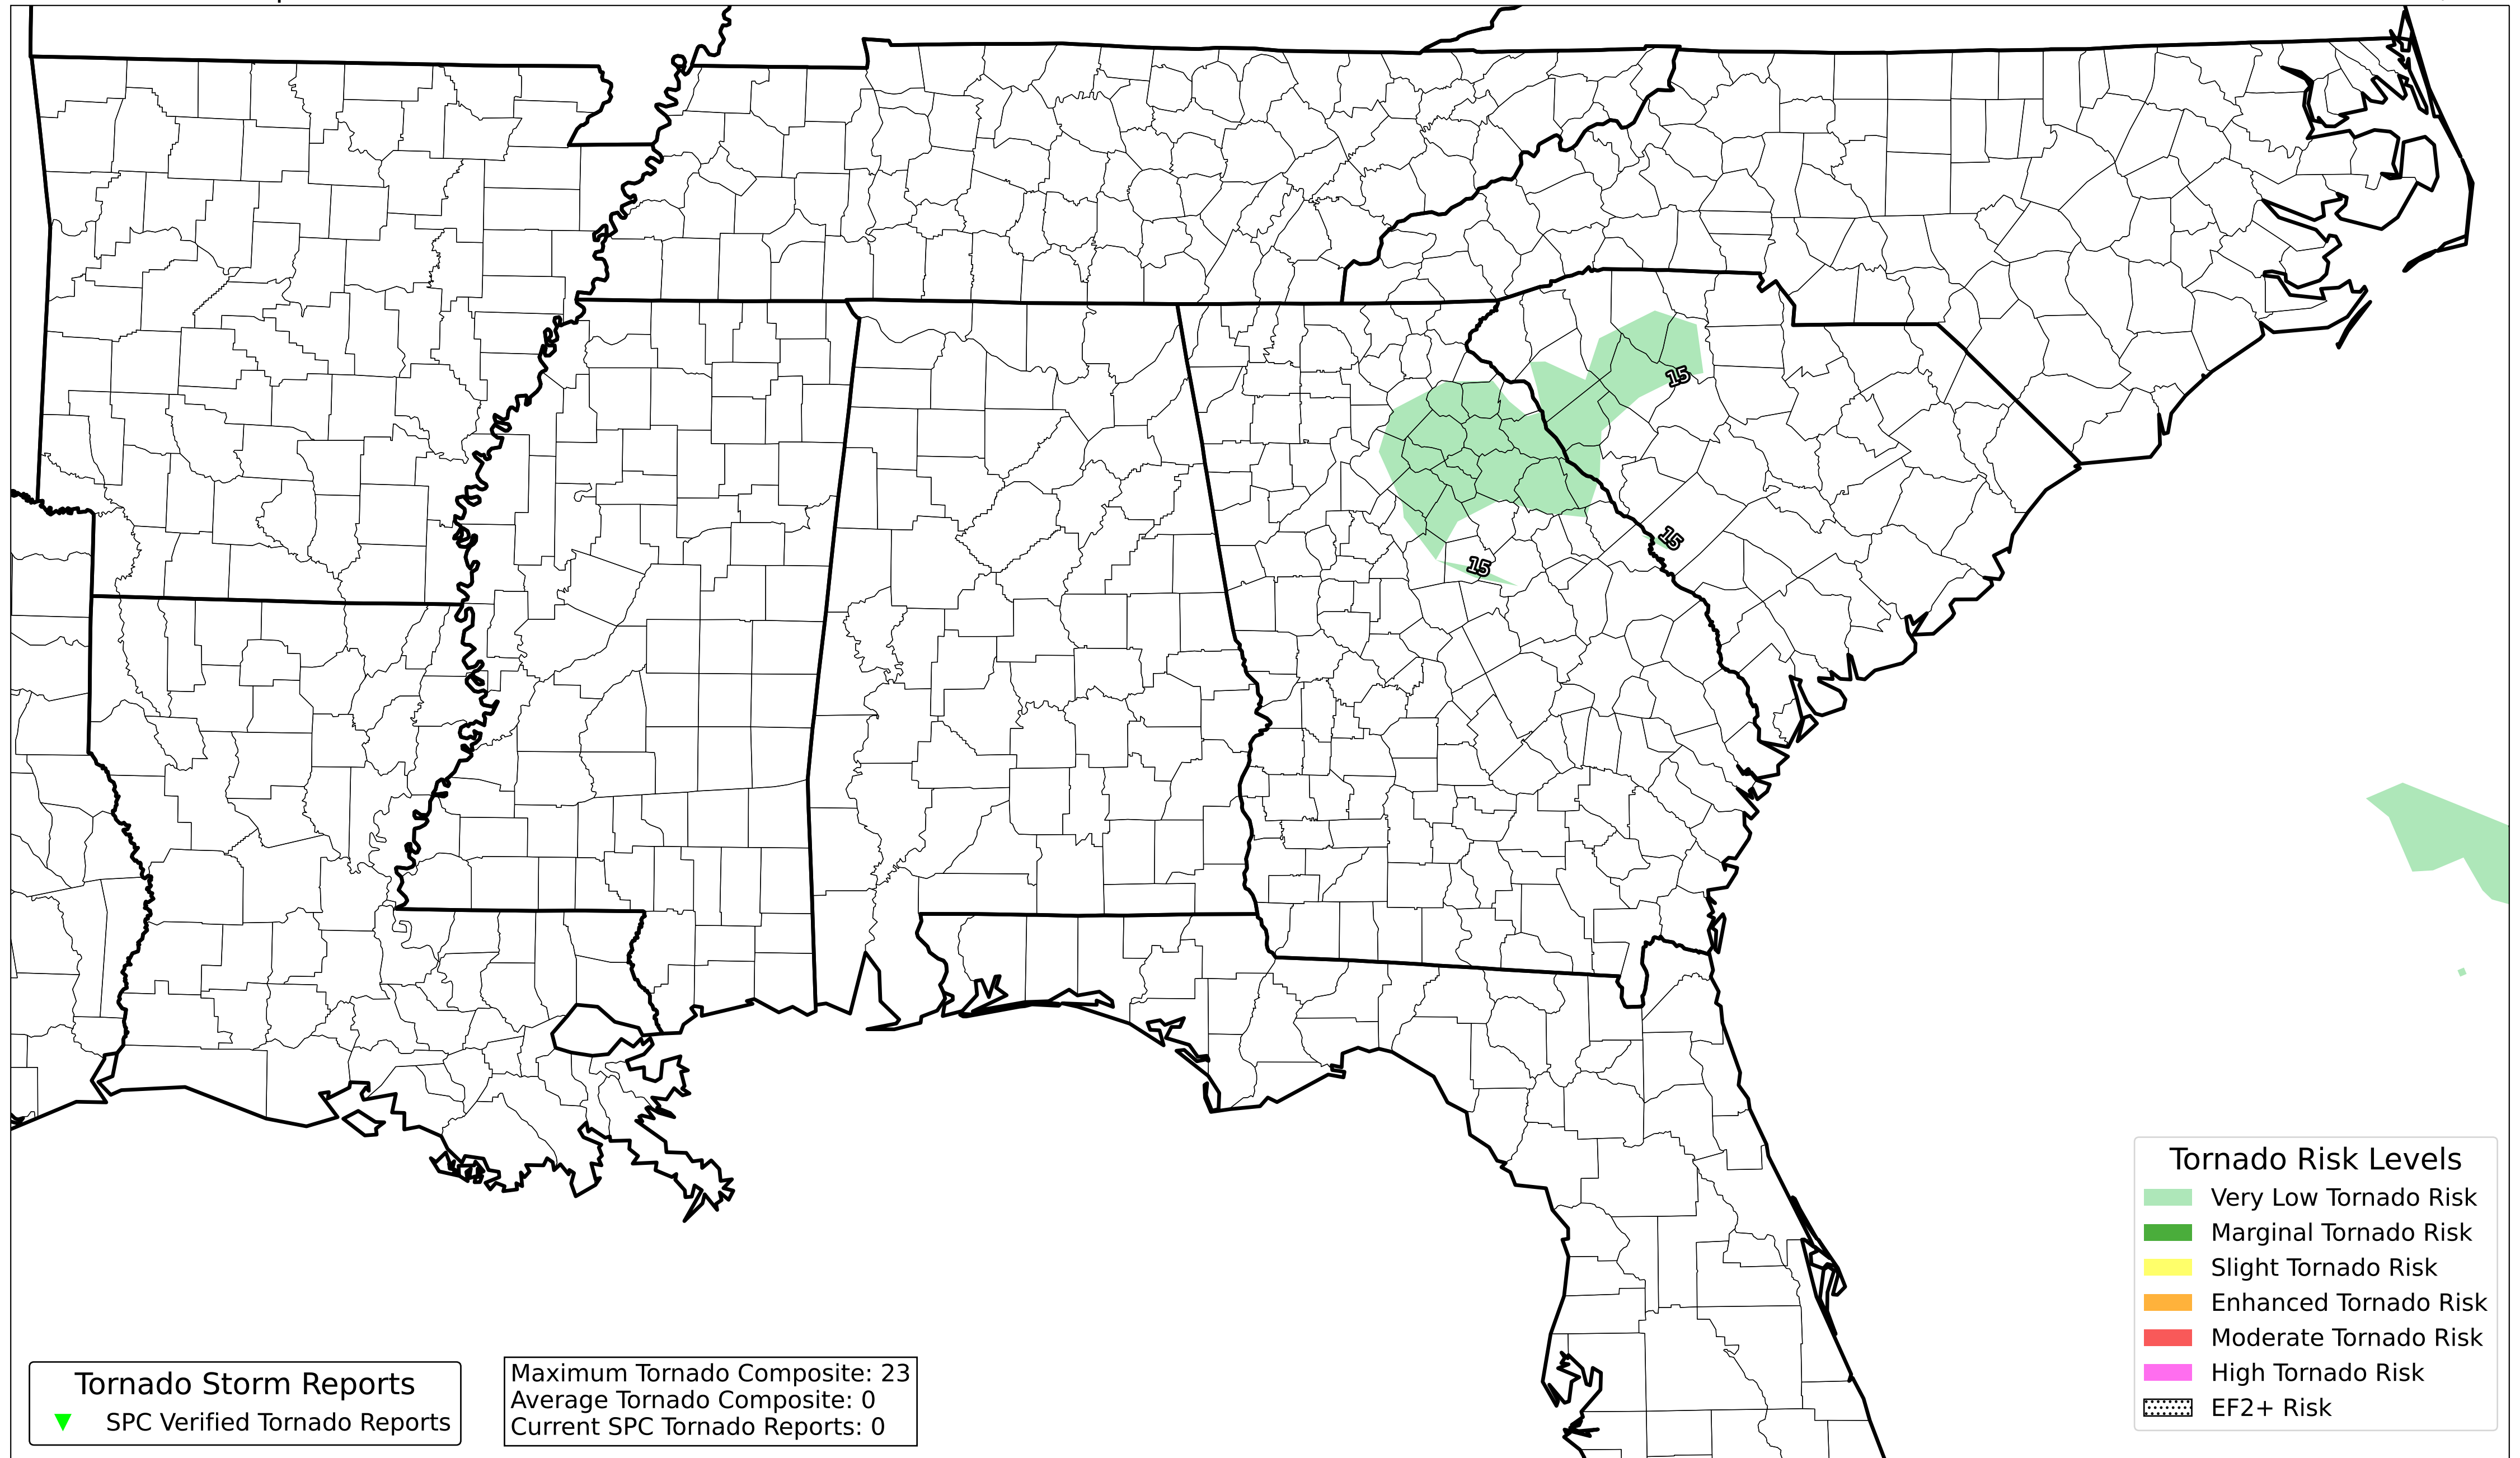 15
15
15
Tornado Risk Levels
Very Low Tornado Risk
Marginal Tornado Risk
Slight Tornado Risk
Enhanced Tornado Risk
Moderate Tornado Risk
High Tornado Risk
EF2+ Risk
Tornado Storm Reports
SPC Verified Tornado Reports
Maximum Tornado Composite: 23
Average Tornado Composite: 0
Current SPC Tornado Reports: 0